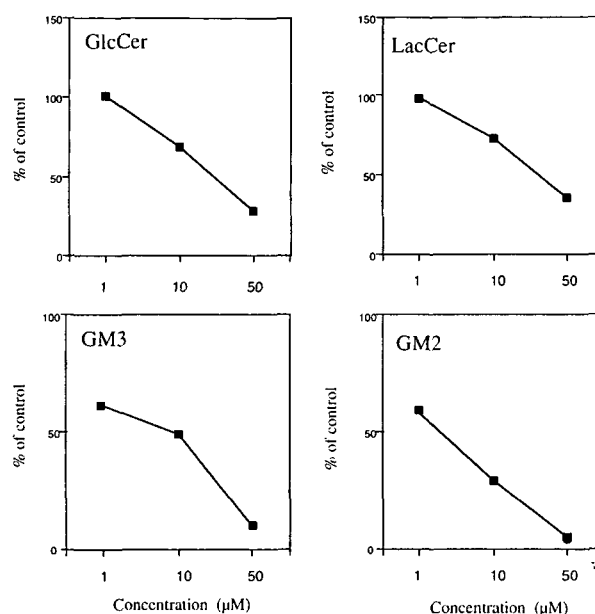 150
GlcCer
100
50
0
% of control
1 10 50
150
LacCer
100
50
0
% of control
1 10 50
100
GM3
50
0
% of control
1 10 50
Concentration (µM)
100
GM2
50
0
% of control
1 10 50
Concentration (µM)